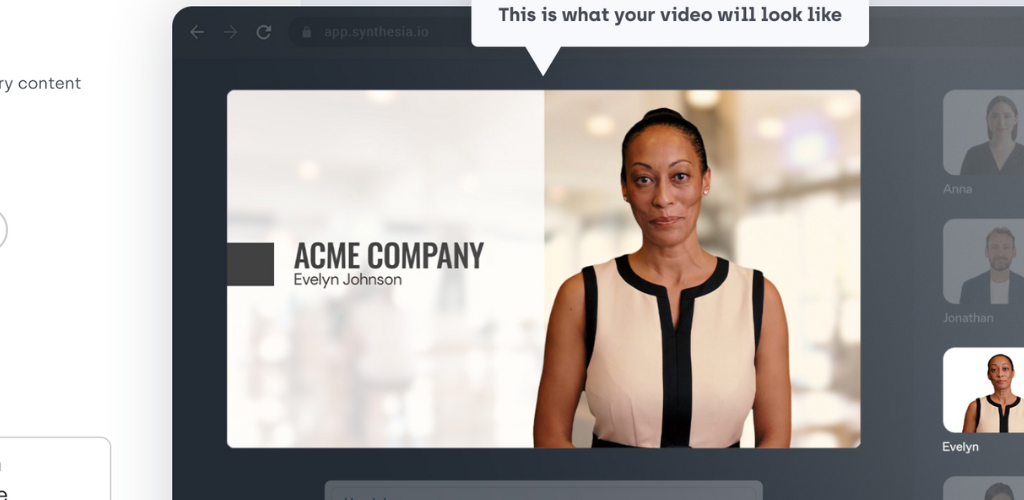 This is what your video will look like
app.synthesia.io
ry content
ACME COMPANY
Evelyn Johnson
Anna
Jonathan
Evelyn